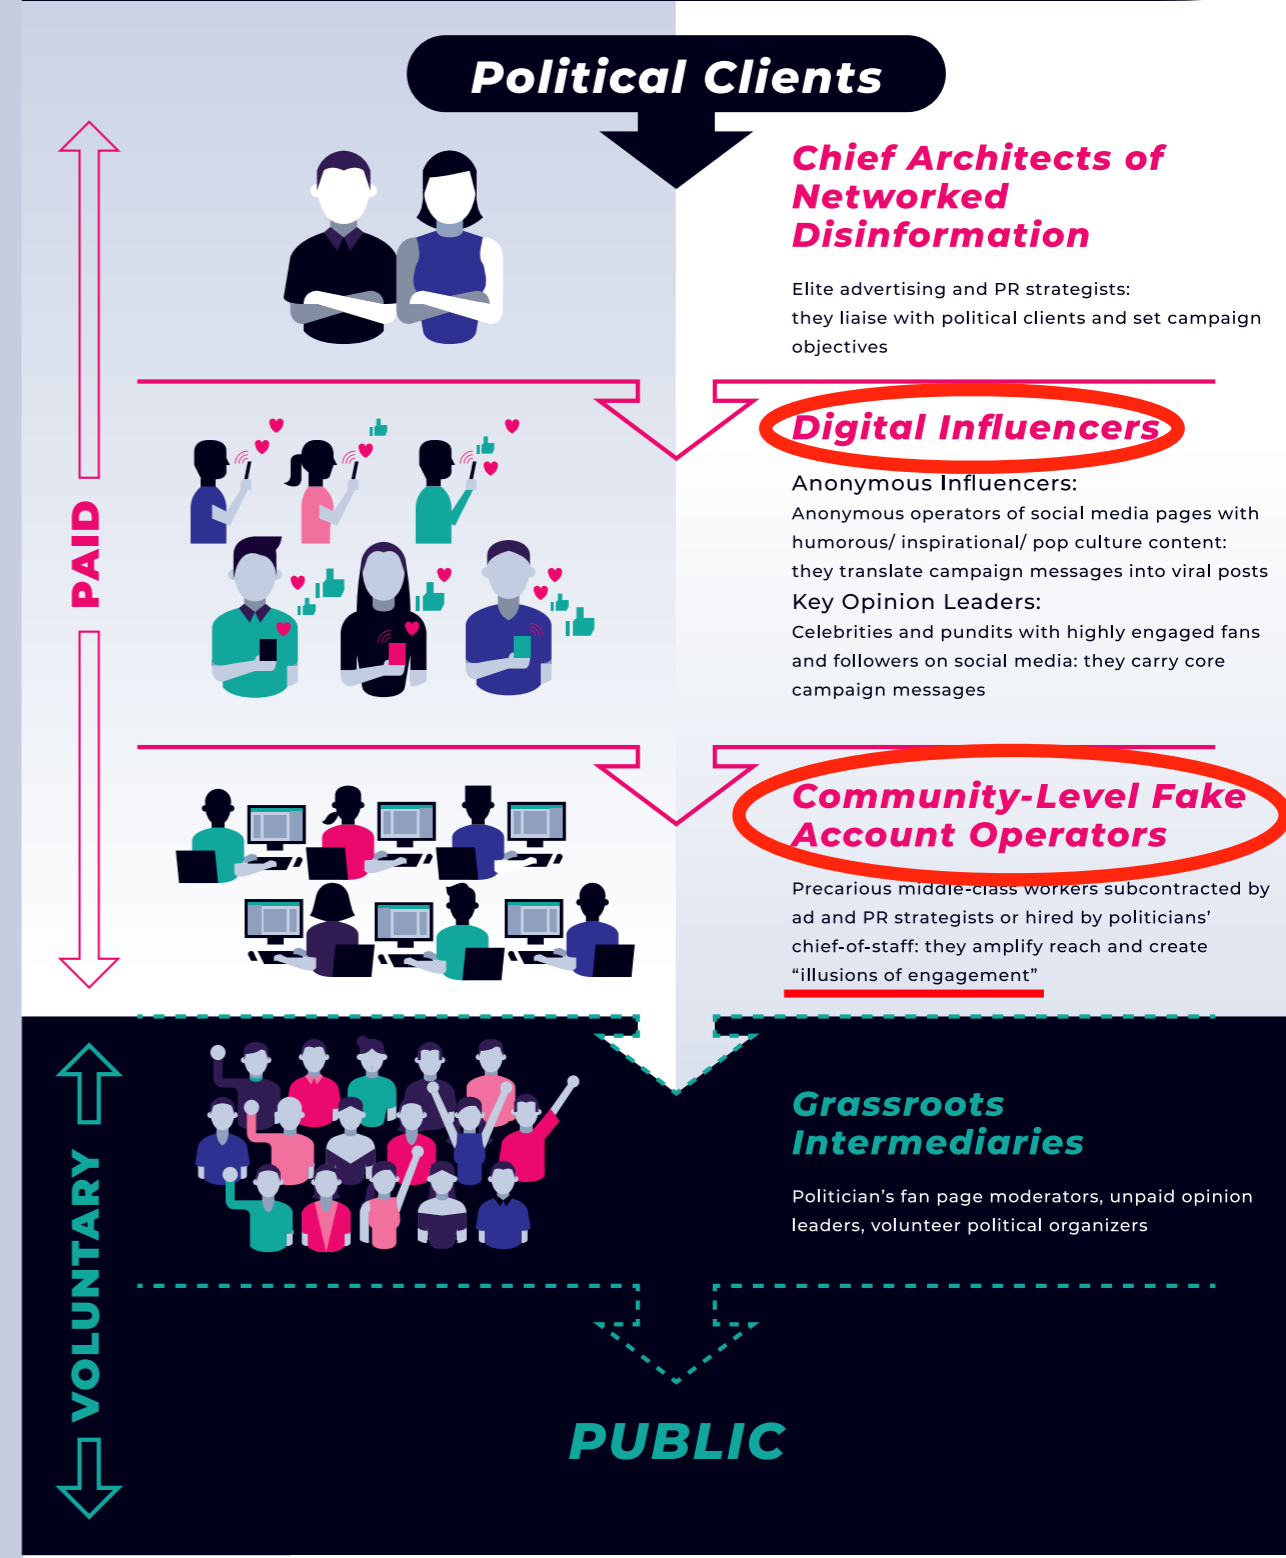 Political Clients
Chief Architects of
Networked
Disinformation
Elite advertising and PR strategists:
they liaise with political clients and set campaign
objectives
PAID
Digital Influencers
Anonymous Influencers:
Anonymous operators of social media pages with
humorous/ inspirational/ pop culture content:
they translate campaign messages into viral posts
Key Opinion Leaders:
Celebrities and pundits with highly engaged fans
and followers on social media: they carry core
campaign messages
Community-Level Fake
Account Operators
Precarious middle-class workers subcontracted by
ad and PR strategists or hired by politicians’
chief-of-staff: they amplify reach and create
“illusions of engagement”
VOLUNTARY
Grassroots
Intermediaries
Politician’s fan page moderators, unpaid opinion
leaders, volunteer political organizers
PUBLIC